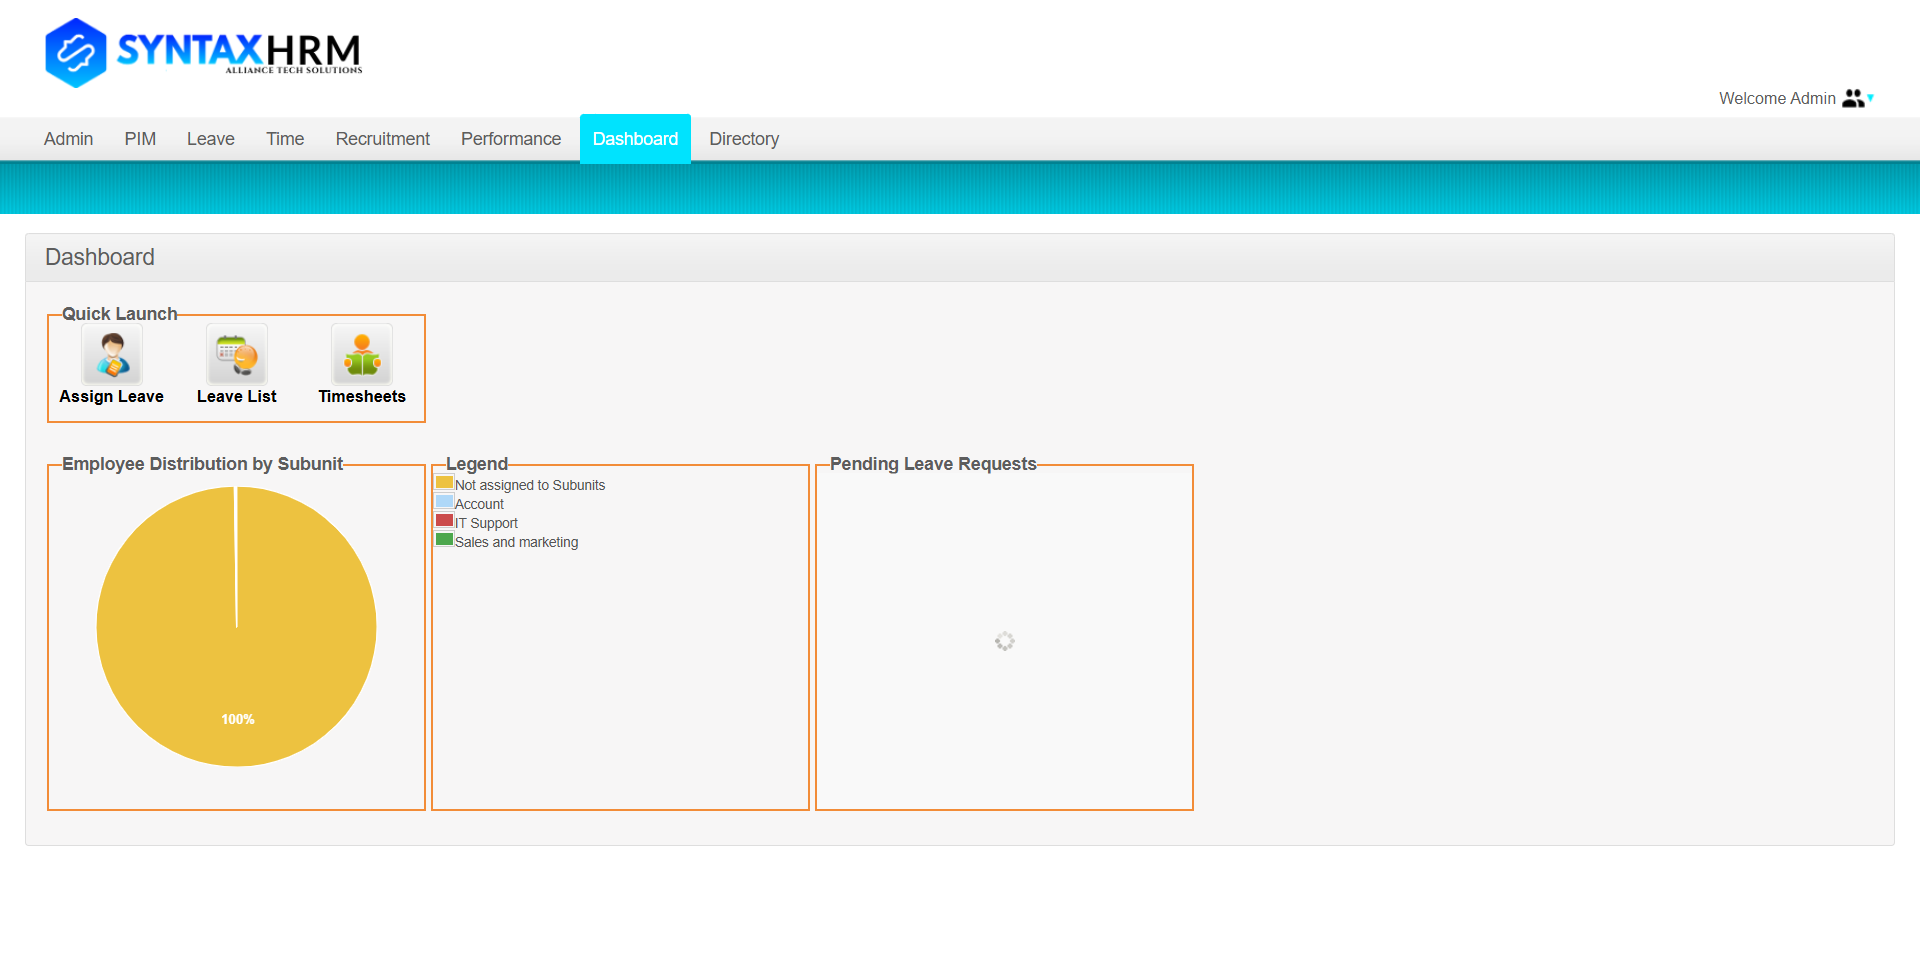 SYNTAXHRM
ALLIANCE TECH SOLUTIONS
Welcome Admin
Admin PIM Leave Time Recruitment Performance Dashboard Directory
Dashboard
Quick Launch
Assign Leave Leave List Timesheets
Employee Distribution by Subunit
100%
Legend
Not assigned to Subunits
Account
IT Support
Sales and marketing
Pending Leave Requests